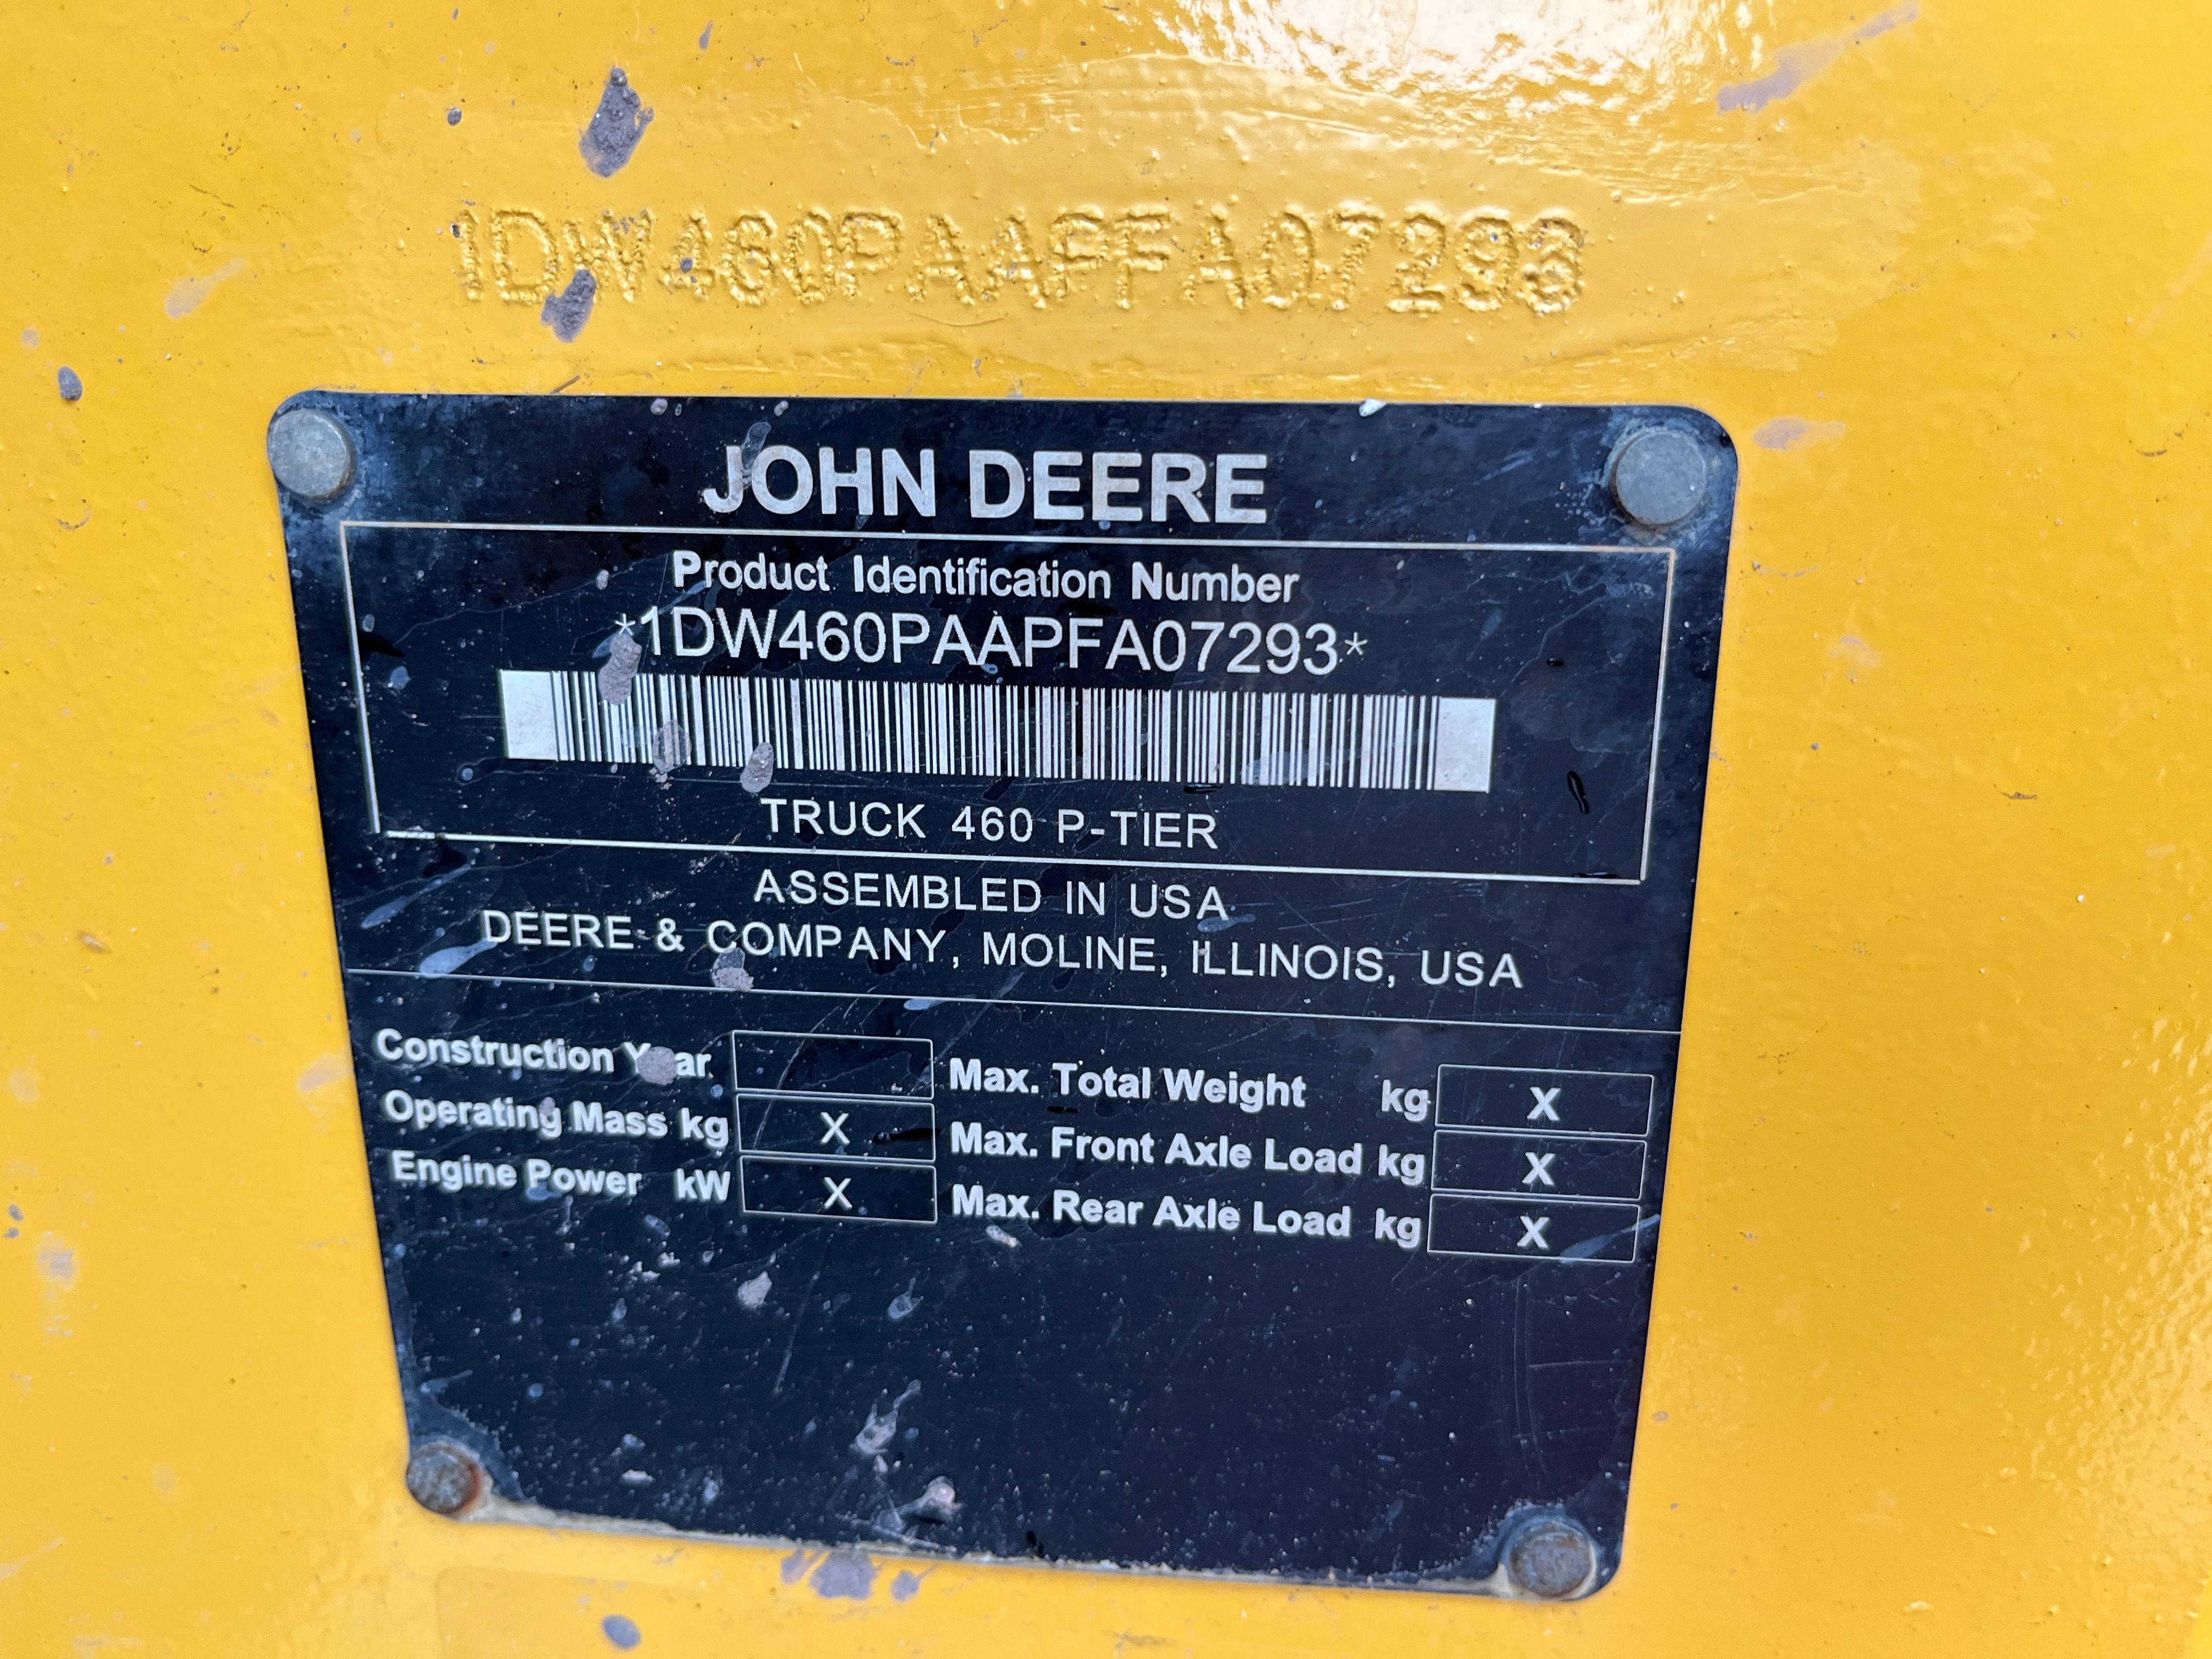 1DW460PAAPFA07293
JOHN DEERE
Product Identification Number
*1DW460PAAPFA07293*
TRUCK 460 P-TIER
ASSEMBLED IN USA
DEERE & COMPANY, MOLINE, ILLINOIS, USA
Construction Year
Operating Mass kg X
Engine Power kW X
Max. Total Weight kg X
Max. Front Axle Load kg X
Max. Rear Axle Load kg X